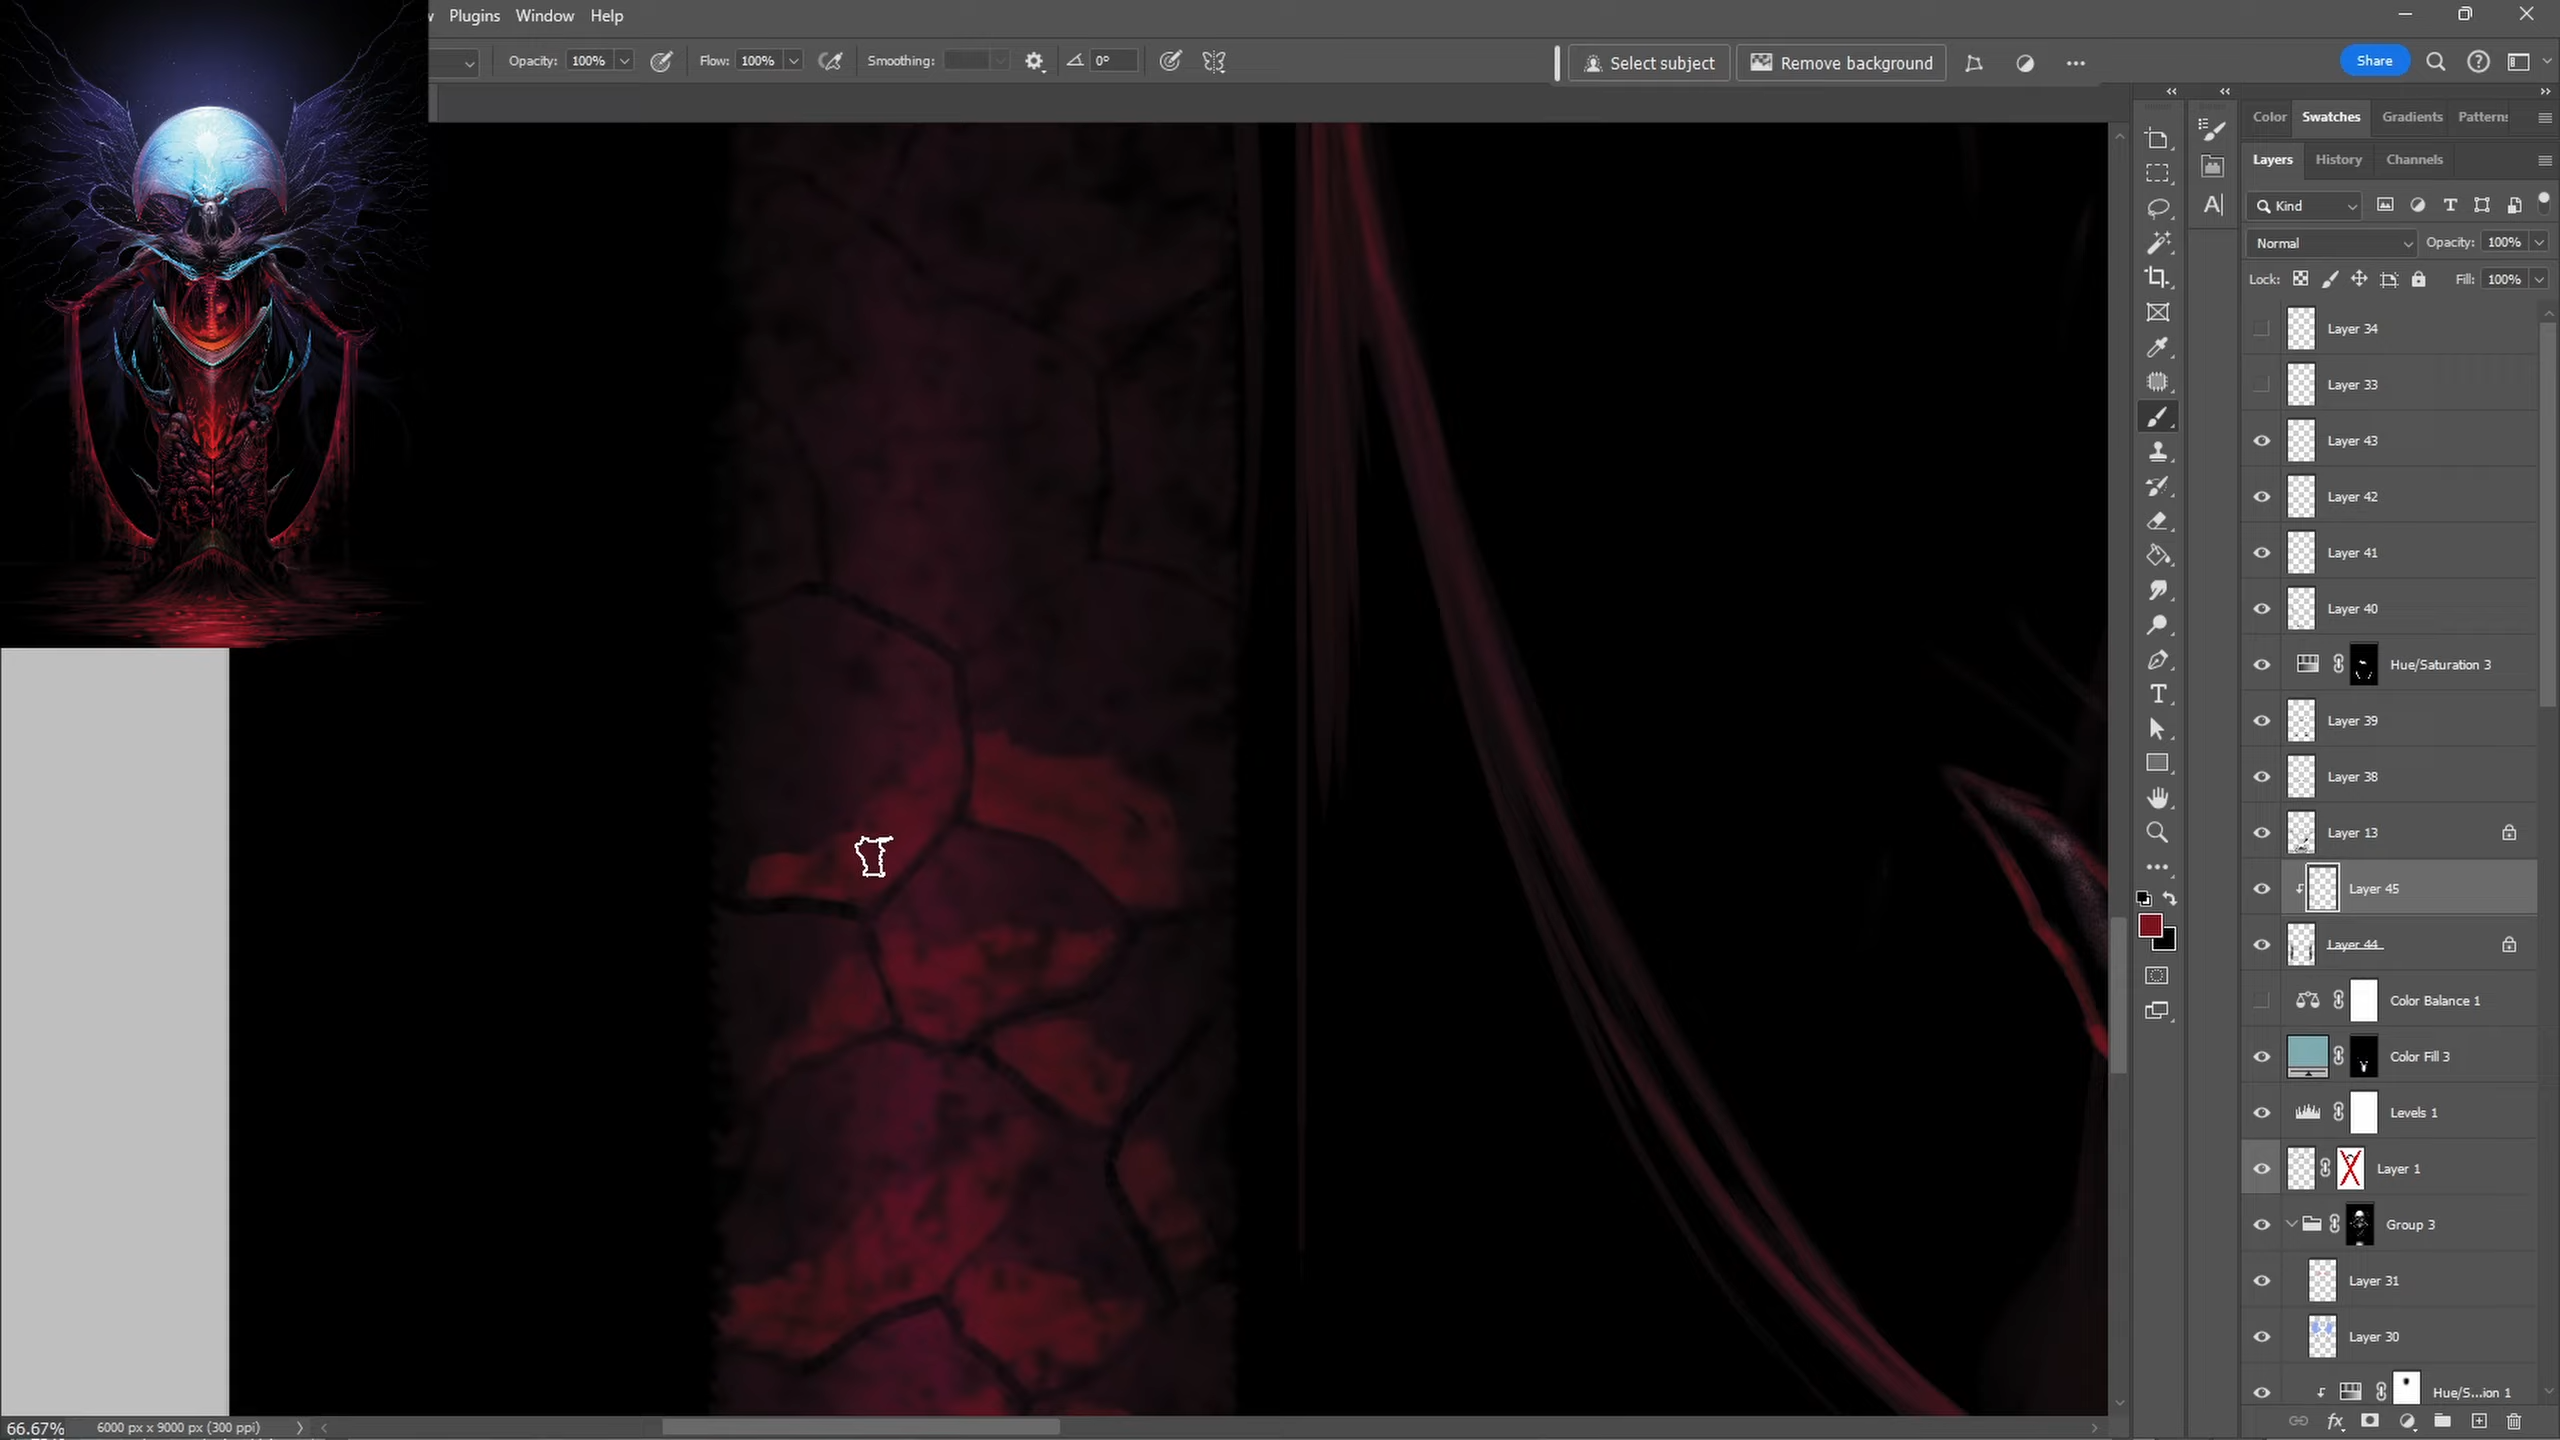 Plugins Window Help
Opacity: 100% Flow: 100% Smoothing: 0° Select subject Remove background Share
Color Swatches Gradients Patterns
Layers History Channels
Kind
Normal Opacity: 100%
Lock: Fill: 100%
Layer 34
Layer 33
Layer 43
Layer 42
Layer 41
Layer 40
Hue/Saturation 3
Layer 39
Layer 38
Layer 13
Layer 45
Layer 44
Color Balance 1
Color Fill 3
Levels 1
Layer 1
Group 3
Layer 31
Layer 30
Hue/S...ion 1
66.67% 6000 px x 9000 px (300 ppi)